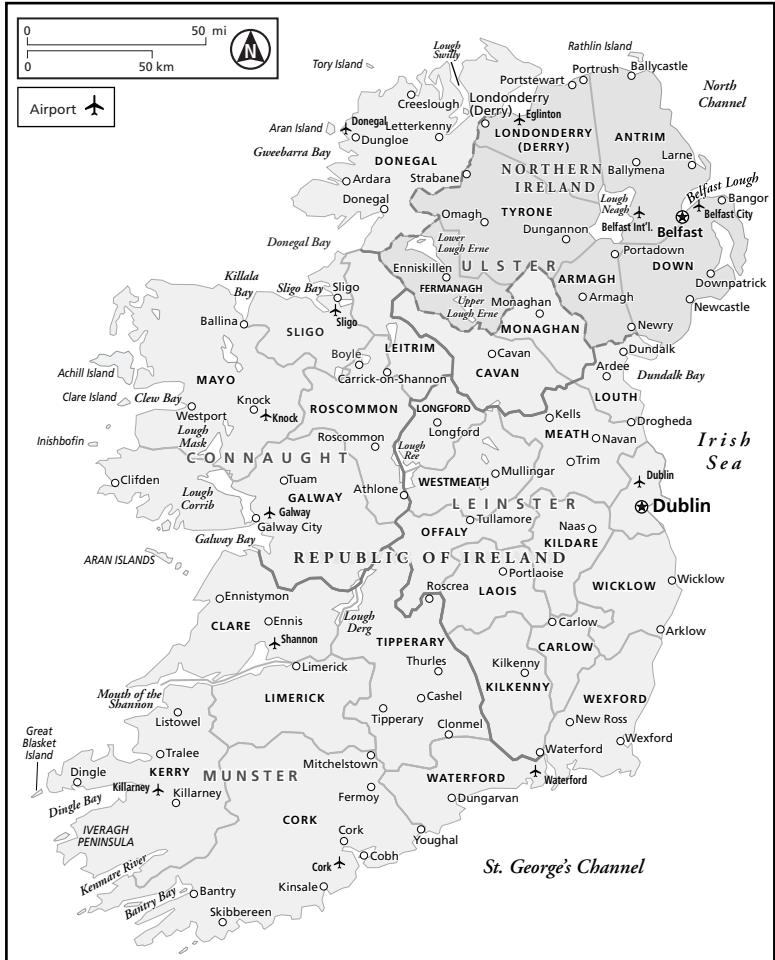 0 50 mi
N
0 50 km
Airport
Tory Island
Lough
Swilly
Rathlin Island
Portrush
Ballycastle
Portstewart
North
Channel
Creeslough
Londonderry
(Derry)
Eglinton
Aran Island
Donegal
Letterkenny
Dungloe
LONDONDERRY
(DERRY)
ANTRIM
Gweebarra Bay
DONEGAL
Larne
NORTHERN
IRELAND
Ballymena
Strabane
Ardara
Belfast Lough
Bangor
Donegal
Lough
Neagh
Belfast City
Omagh
TYRONE
Belfast Int'l.
Belfast
Dungannon
Donegal Bay
Lower
Lough Erne
Portadown
Enniskillen
ULSTER
DOWN
Killala
Bay
Sligo Bay
Sligo
FERMANAGH
ARMAGH
Downpatrick
Upper
Lough Erne
Monaghan
Armagh
Newcastle
Ballina
Sligo
SLIGO
MONAGHAN
Newry
Boyle
LEITRIM
Cavan
Dundalk
Achill Island
MAYO
Carrick-on-Shannon
CAVAN
Ardee
Dundalk Bay
Clare Island
Clew Bay
Knock
Knock
ROSCOMMON
LONGFORD
LOUTH
Westport
Kells
Drogheda
Inishbofin
Lough
Mask
Roscommon
Longford
MEATH
Navan
Irish
Sea
CONNAUGHT
Lough
Ree
Trim
Clifden
Tuam
WESTMEATH
Mullingar
Dublin
Lough
Corrib
GALWAY
Athlone
LEINSTER
Dublin
Galway
Galway City
OFFALY
Tullamore
Naas
Galway Bay
KILDARE
ARAN ISLANDS
REPUBLIC OF IRELAND
Portlaoise
Roscrea
LAOIS
WICKLOW
Wicklow
Ennistymon
Lough
Derg
CLARE
Ennis
Carlow
Arklow
Shannon
TIPPERARY
CARLOW
Thurles
Kilkenny
Limerick
KILKENNY
Mouth of the
Shannon
LIMERICK
Cashel
WEXFORD
Listowel
Tipperary
Clonmel
New Ross
Great
Blasket
Island
Wexford
Tralee
Mitchelstown
Waterford
Dingle
KERRY
MUNSTER
WATERFORD
Waterford
Killarney
Killarney
Fermoy
Dungarvan
Dingle Bay
CORK
IVERAGH
PENINSULA
Cork
Youghal
Cobh
Cork
Kenmare River
St. George's Channel
Kinsale
Bantry Bay
Bantry
Skibbereen